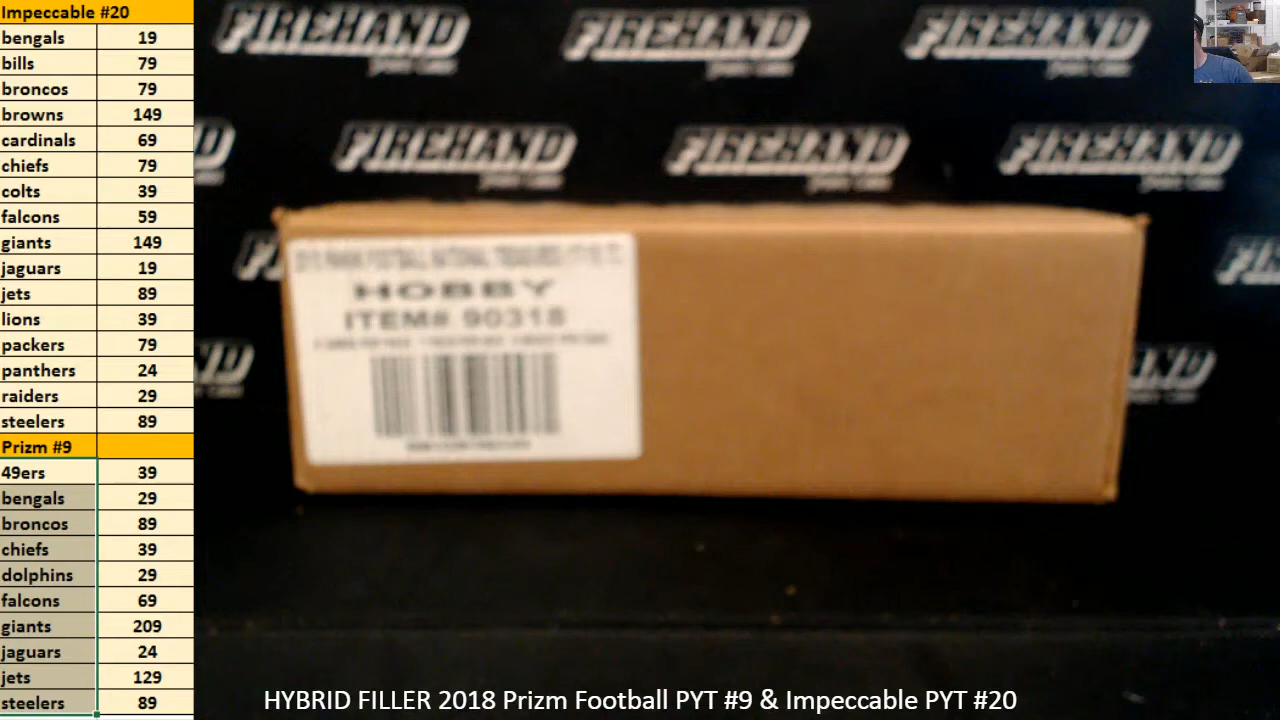 Impeccable #20
bengals 19
bills 79
broncos 79
browns 149
cardinals 69
chiefs 79
colts 39
falcons 59
giants 149
jaguars 19
jets 89
lions 39
packers 79
panthers 24
raiders 29
steelers 89
Prizm #9
49ers 39
bengals 29
broncos 89
chiefs 39
dolphins 29
falcons 69
giants 209
jaguars 24
jets 129
steelers 89
FIREHAND FIREHAND FIREHAND
FIREHAND FIREHAND FIREHAND
HOBBY
ITEM# 90318
HYBRID FILLER 2018 Prizm Football PYT #9 & Impeccable PYT #20